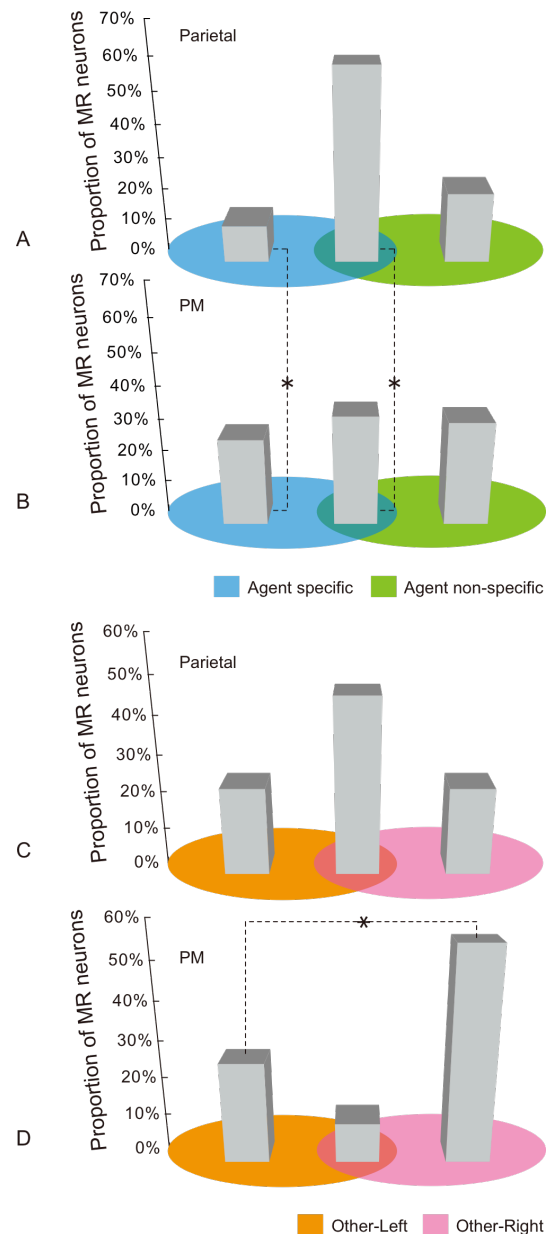 70%
Parietal
60%
50%
40%
30%
20%
10%
0%
Proportion of MR neurons
A
70%
PM
60%
50%
40%
30%
20%
10%
0%
Proportion of MR neurons
*
*
B
Agent specific
Agent non-specific
60%
Parietal
50%
40%
30%
20%
10%
0%
Proportion of MR neurons
C
60%
PM
50%
40%
30%
20%
10%
0%
Proportion of MR neurons
*
D
Other-Left
Other-Right